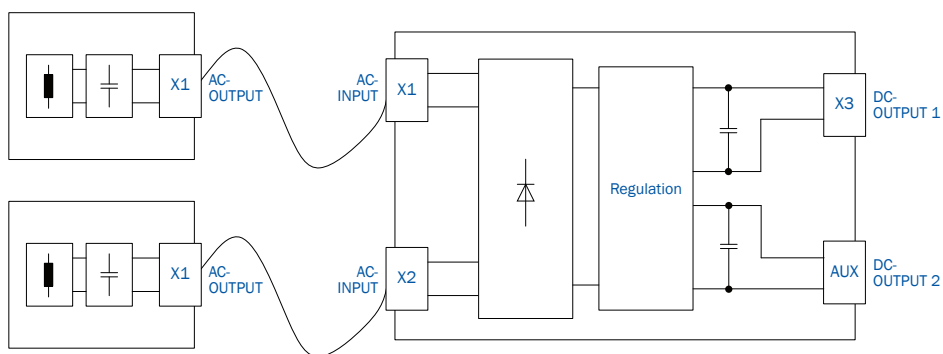 X1
AC-
OUTPUT
AC-
INPUT
X1
X3
DC-
OUTPUT 1
Regulation
X1
AC-
OUTPUT
AC-
INPUT
X2
AUX
DC-
OUTPUT 2